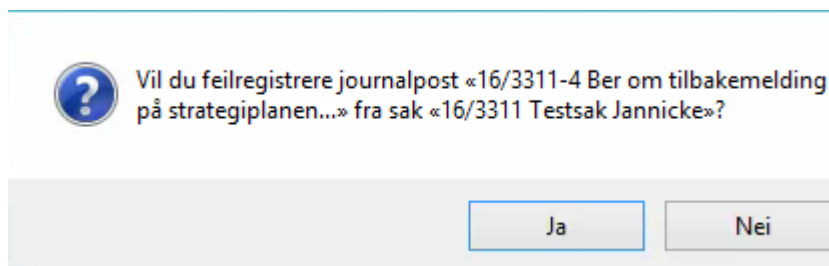 Vil du feilregistrere journalpost «16/3311-4 Ber om tilbakemelding
på strategiplanen...» fra sak «16/3311 Testsak Jannicke»?
Ja
Nei